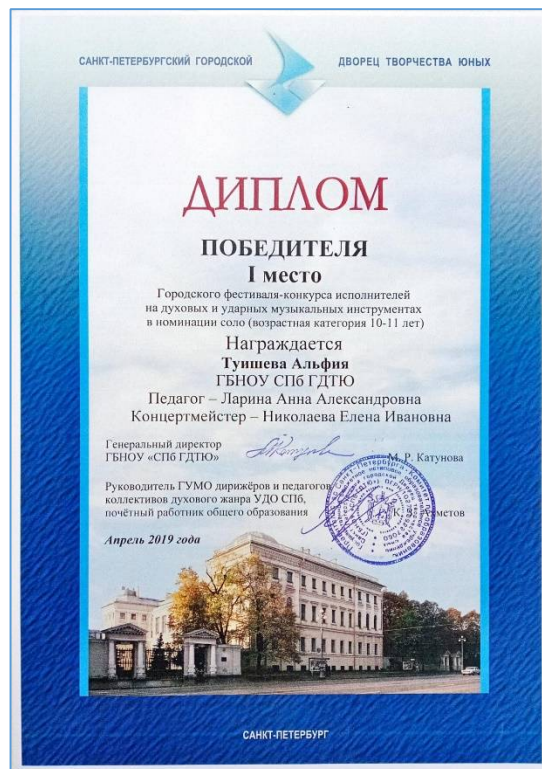 САНКТ-ПЕТЕРБУРГСКИЙ ГОРОДСКОЙ ДВОРЕЦ ТВОРЧЕСТВА ЮНЫХ
ДИПЛОМ
ПОБЕДИТЕЛЯ
I место
Городского фестиваля-конкурса исполнителей
на духовых и ударных музыкальных инструментах
в номинации соло (возрастная категория 10-11 лет)
Награждается
Туишева Альфия
ГБНОУ СПб ГДТЮ
Педагог – Ларина Анна Александровна
Концертмейстер – Николаева Елена Ивановна
Генеральный директор
ГБНОУ «СПб ГДТЮ» М. Р. Катунова
Руководитель ГУМО дирижёров и педагогов
коллективов духового жанра УДО СПб,
почётный работник общего образования
Апрель 2019 года
САНКТ-ПЕТЕРБУРГ